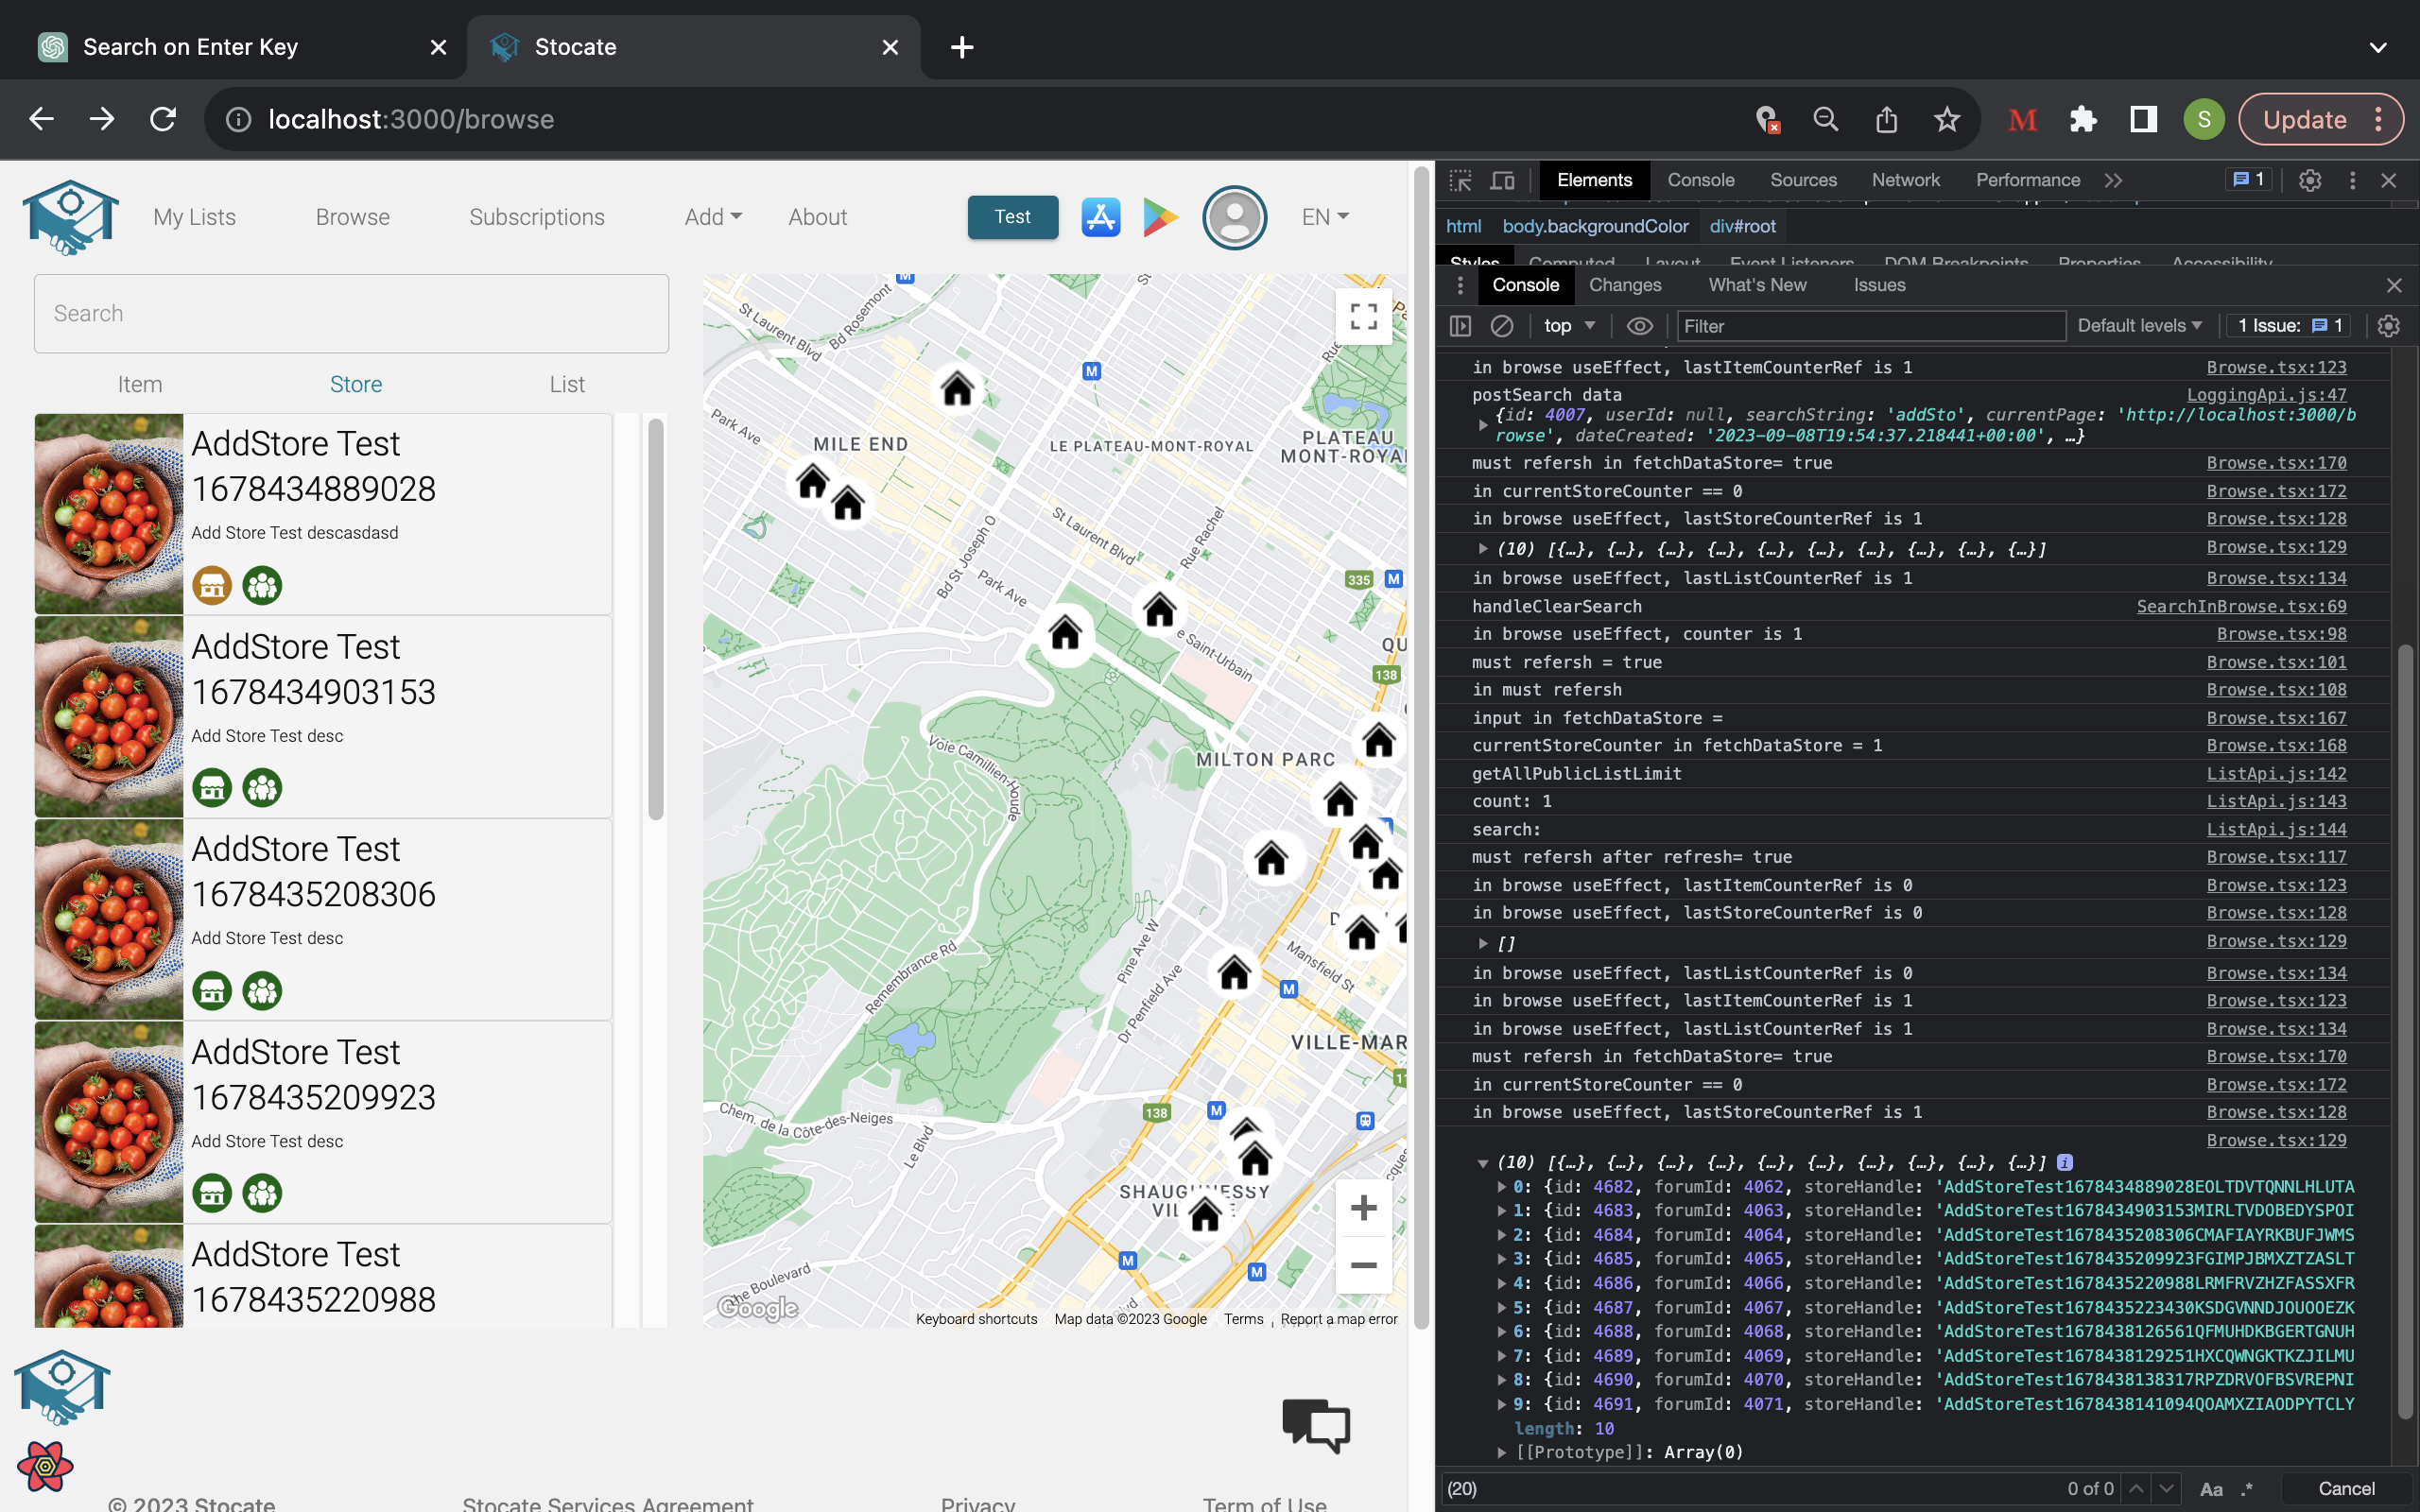 Search on Enter Key
Stocate
localhost:3000/browse
M
S
Update
My Lists
Browse
Subscriptions
Add
About
Test
EN
Search
Item
Store
List
AddStore Test
1678434889028
Add Store Test descasdasd
AddStore Test
1678434903153
Add Store Test desc
AddStore Test
1678435208306
Add Store Test desc
AddStore Test
1678435209923
Add Store Test desc
AddStore Test
1678435220988
St Laurent Blvd
Bd Rosemont
Park Ave
MILE END
LE PLATEAU-MONT-ROYAL
PLATEAU
MONT-ROYAL
St Laurent Blvd
Rue Rachel
Bd St Joseph O
Park Ave
335
e Saint-Urbain
QU
138
Voie Camillien-Houde
MILTON PARC
Remembrance Rd
Pine Ave W
Dr Penfield Ave
Mansfield St
VILLE-MAR
138
Chem. de la Côte-des-Neiges
Le Blvd
SHAUGHNESSY
VILLAGE
The Boulevard
Google
Keyboard shortcuts
Map data ©2023 Google
Terms
Report a map error
© 2023 Stocate
Stocate Services Agreement
Privacy
Term of Use
Elements
Console
Sources
Network
Performance
1
html
body.backgroundColor
div#root
Styles
Computed
Layout
Event Listeners
DOM Breakpoints
Properties
Accessibility
Console
Changes
What's New
Issues
top
Filter
Default levels
1 Issue: 1
in browse useEffect, lastItemCounterRef is 1 Browse.tsx:123
postSearch data LoggingApi.js:47
{id: 4007, userId: null, searchString: 'addSto', currentPage: 'http://localhost:3000/b
rowse', dateCreated: '2023-09-08T19:54:37.218441+00:00', …}
must refersh in fetchDataStore= true Browse.tsx:170
in currentStoreCounter == 0 Browse.tsx:172
in browse useEffect, lastStoreCounterRef is 1 Browse.tsx:128
(10) [{…}, {…}, {…}, {…}, {…}, {…}, {…}, {…}, {…}, {…}] Browse.tsx:129
in browse useEffect, lastListCounterRef is 1 Browse.tsx:134
handleClearSearch SearchInBrowse.tsx:69
in browse useEffect, counter is 1 Browse.tsx:98
must refersh = true Browse.tsx:101
in must refersh Browse.tsx:108
input in fetchDataStore = Browse.tsx:167
currentStoreCounter in fetchDataStore = 1 Browse.tsx:168
getAllPublicListLimit ListApi.js:142
count: 1 ListApi.js:143
search: ListApi.js:144
must refersh after refresh= true Browse.tsx:117
in browse useEffect, lastItemCounterRef is 0 Browse.tsx:123
in browse useEffect, lastStoreCounterRef is 0 Browse.tsx:128
[] Browse.tsx:129
in browse useEffect, lastListCounterRef is 0 Browse.tsx:134
in browse useEffect, lastItemCounterRef is 1 Browse.tsx:123
in browse useEffect, lastListCounterRef is 1 Browse.tsx:134
must refersh in fetchDataStore= true Browse.tsx:170
in currentStoreCounter == 0 Browse.tsx:172
in browse useEffect, lastStoreCounterRef is 1 Browse.tsx:128
Browse.tsx:129
(10) [{…}, {…}, {…}, {…}, {…}, {…}, {…}, {…}, {…}, {…}]
0: {id: 4682, forumId: 4062, storeHandle: 'AddStoreTest1678434889028EOLTDVTQNNLHLUTA
1: {id: 4683, forumId: 4063, storeHandle: 'AddStoreTest1678434903153MIRLTVDOBEDYSPOI
2: {id: 4684, forumId: 4064, storeHandle: 'AddStoreTest1678435208306CMAFIAYRKBUFJWMS
3: {id: 4685, forumId: 4065, storeHandle: 'AddStoreTest1678435209923FGIMPJBMXZTZASLT
4: {id: 4686, forumId: 4066, storeHandle: 'AddStoreTest1678435220988LRMFRVZHZFASSXFR
5: {id: 4687, forumId: 4067, storeHandle: 'AddStoreTest1678435223430KSDGVNNDJOUOOEZK
6: {id: 4688, forumId: 4068, storeHandle: 'AddStoreTest1678438126561QFMUHDKBGERTGNUH
7: {id: 4689, forumId: 4069, storeHandle: 'AddStoreTest1678438129251HXCQWNGKTKZJILMU
8: {id: 4690, forumId: 4070, storeHandle: 'AddStoreTest1678438138317RPZDRVOFBSVREPNI
9: {id: 4691, forumId: 4071, storeHandle: 'AddStoreTest1678438141094QOAMXZIAODPYTCLY
length: 10
[[Prototype]]: Array(0)
(20)
0 of 0
Aa
.*
Cancel